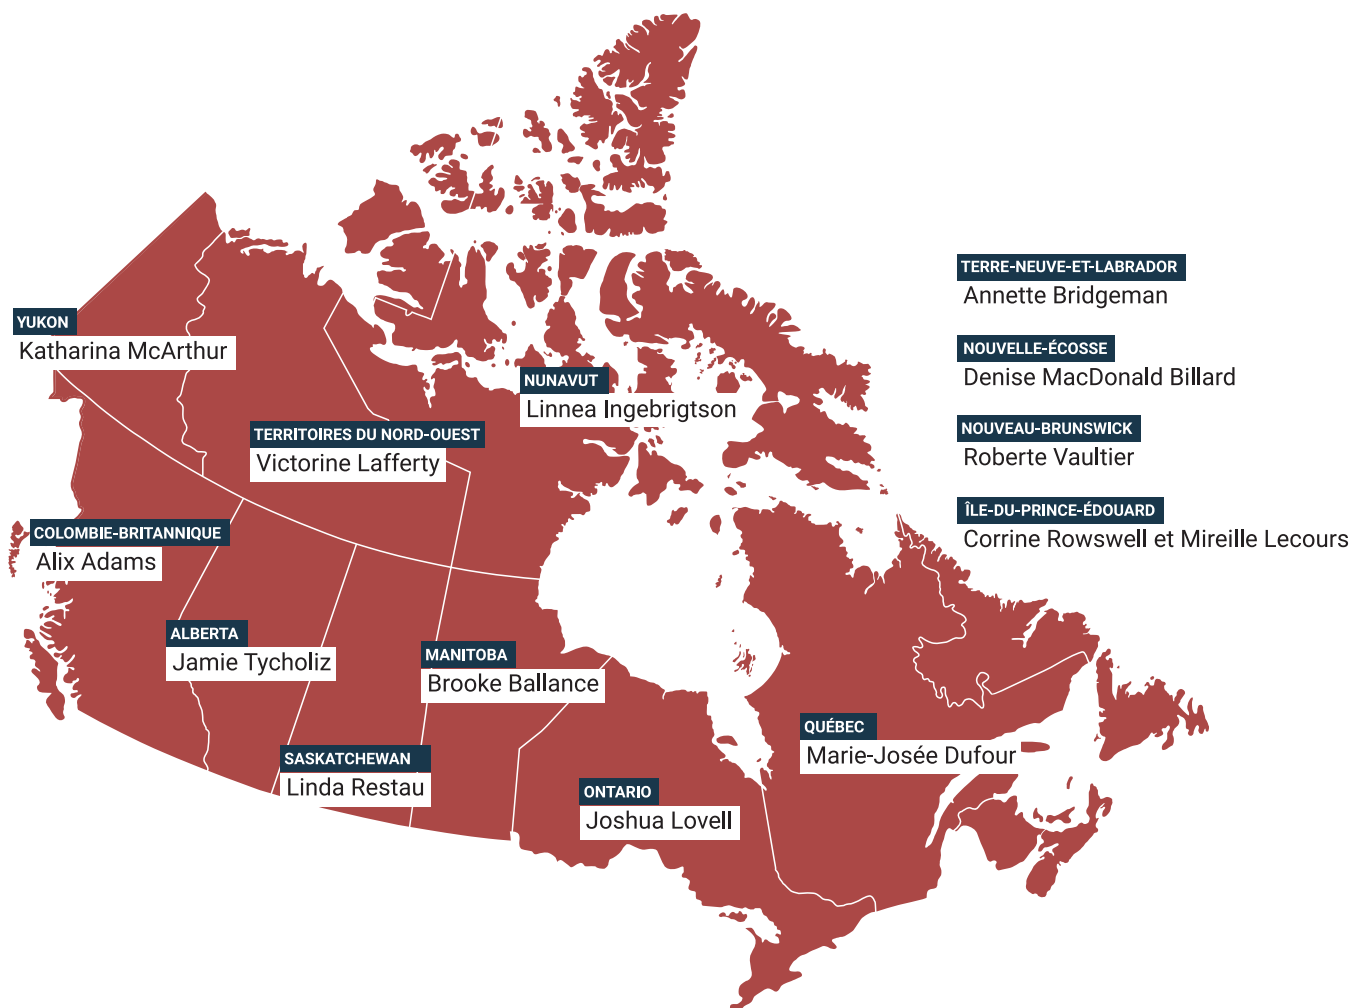 TERRE-NEUVE-ET-LABRADOR
Annette Bridgeman
YUKON
Katharina McArthur
NOUVELLE-ÉCOSSE
Denise MacDonald Billard
NUNAVUT
Linnea Ingebrigtson
NOUVEAU-BRUNSWICK
Roberte Vaultier
TERRITOIRES DU NORD-OUEST
Victorine Lafferty
ÎLE-DU-PRINCE-ÉDOUARD
Corrine Rowswell et Mireille Lecours
COLOMBIE-BRITANNIQUE
Alix Adams
ALBERTA
Jamie Tycholiz
MANITOBA
Brooke Ballance
QUÉBEC
Marie-Josée Dufour
SASKATCHEWAN
Linda Restau
ONTARIO
Joshua Lovell